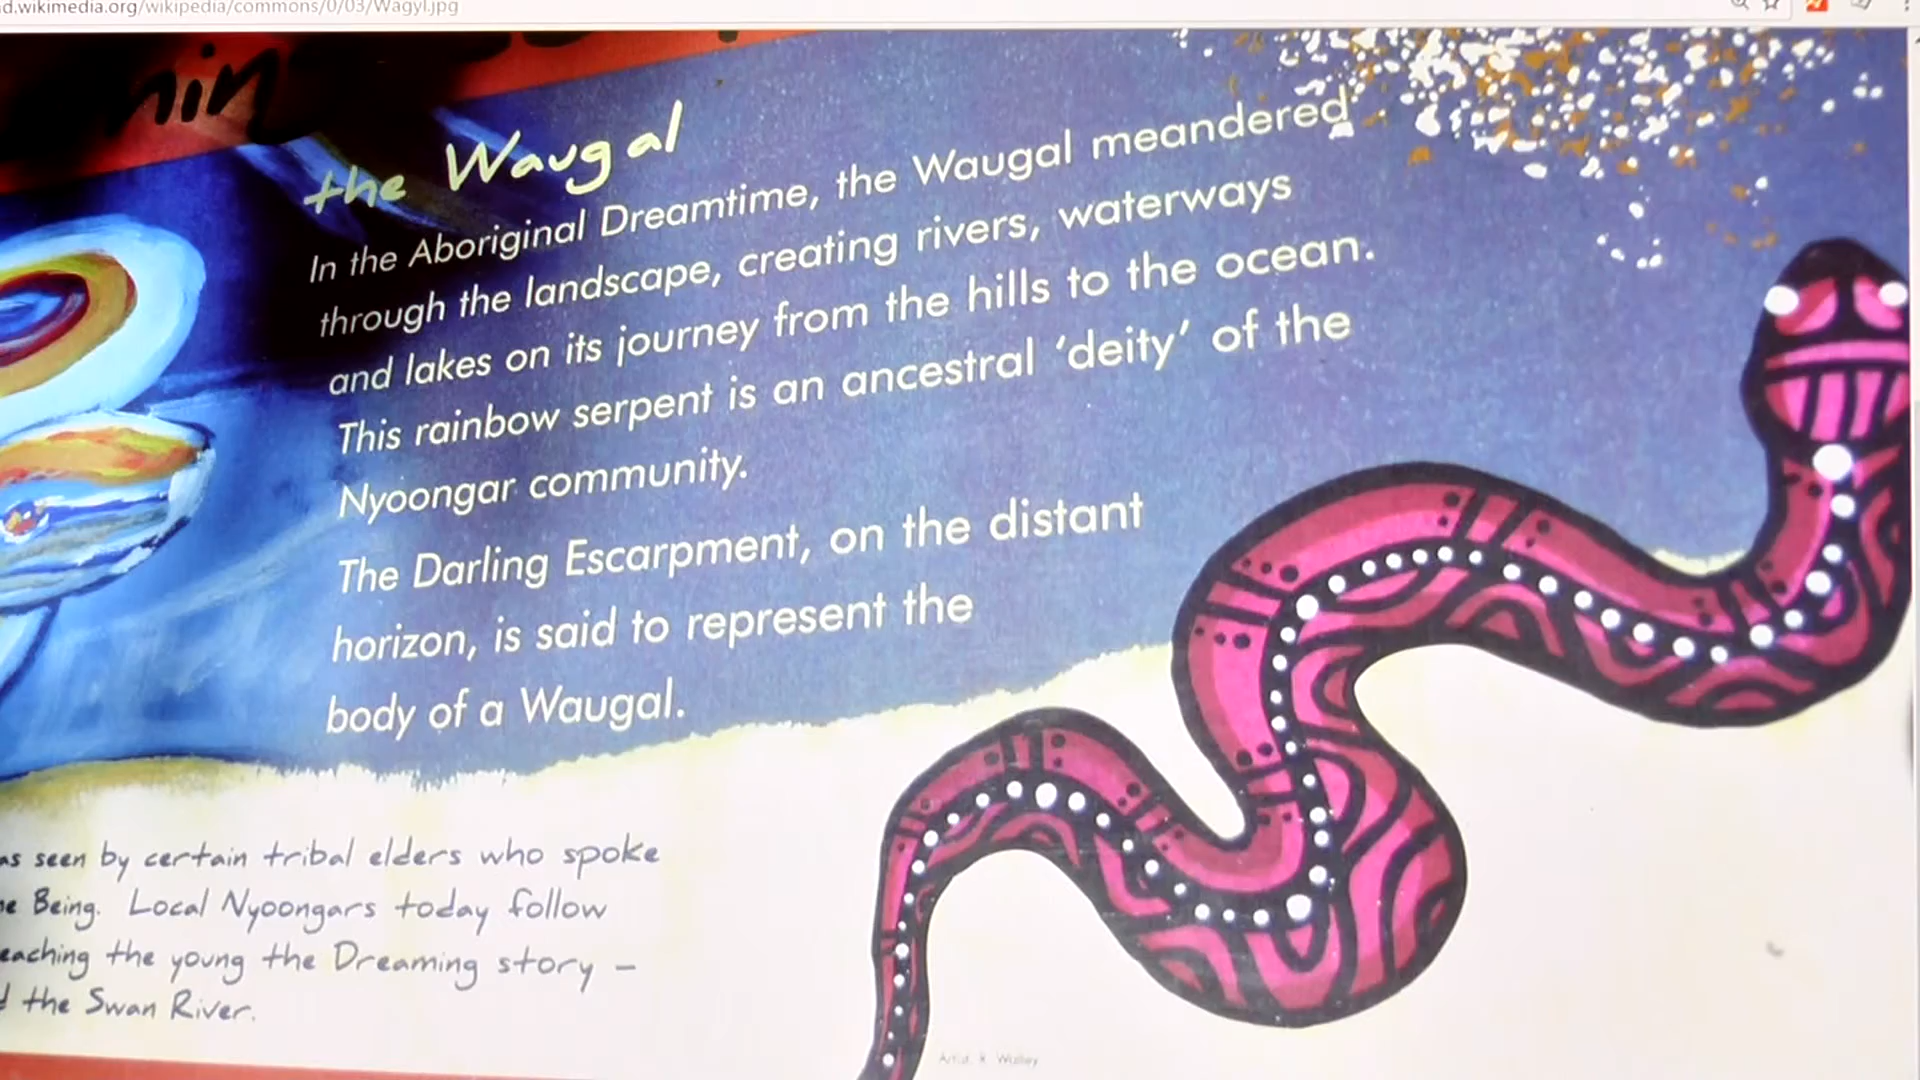 d.wikimedia.org/wikipedia/commons/0/03/Wagyl.jpg
the Waugal
In the Aboriginal Dreamtime, the Waugal meandered
through the landscape, creating rivers, waterways
and lakes on its journey from the hills to the ocean.
This rainbow serpent is an ancestral 'deity' of the
Nyoongar community.
The Darling Escarpment, on the distant
horizon, is said to represent the
body of a Waugal.
as seen by certain tribal elders who spoke
Being. Local Nyoongars today follow
eaching the young the Dreaming story –
the Swan River.